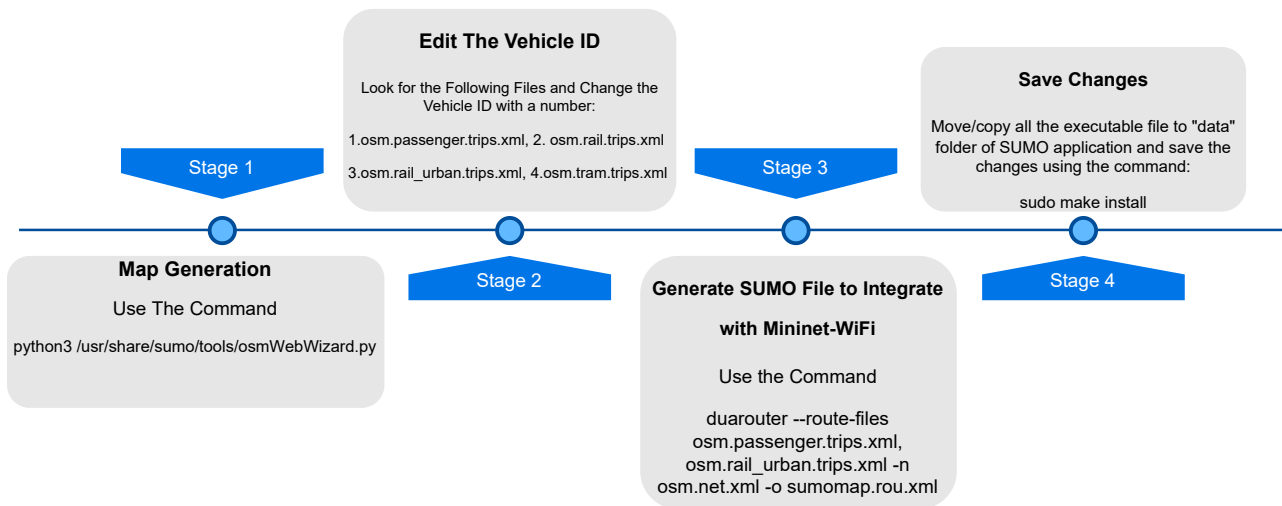 Stage 1
Map Generation
Use The Command
python3 /usr/share/sumo/tools/osmWebWizard.py
Edit The Vehicle ID
Look for the Following Files and Change the
Vehicle ID with a number:
1.osm.passenger.trips.xml, 2. osm.rail.trips.xml
3.osm.rail_urban.trips.xml, 4.osm.tram.trips.xml
Stage 2
Stage 3
Generate SUMO File to Integrate
with Mininet-WiFi
Use the Command
duarouter --route-files
osm.passenger.trips.xml,
osm.rail_urban.trips.xml -n
osm.net.xml -o sumomap.rou.xml
Save Changes
Move/copy all the executable file to "data"
folder of SUMO application and save the
changes using the command:
sudo make install
Stage 4